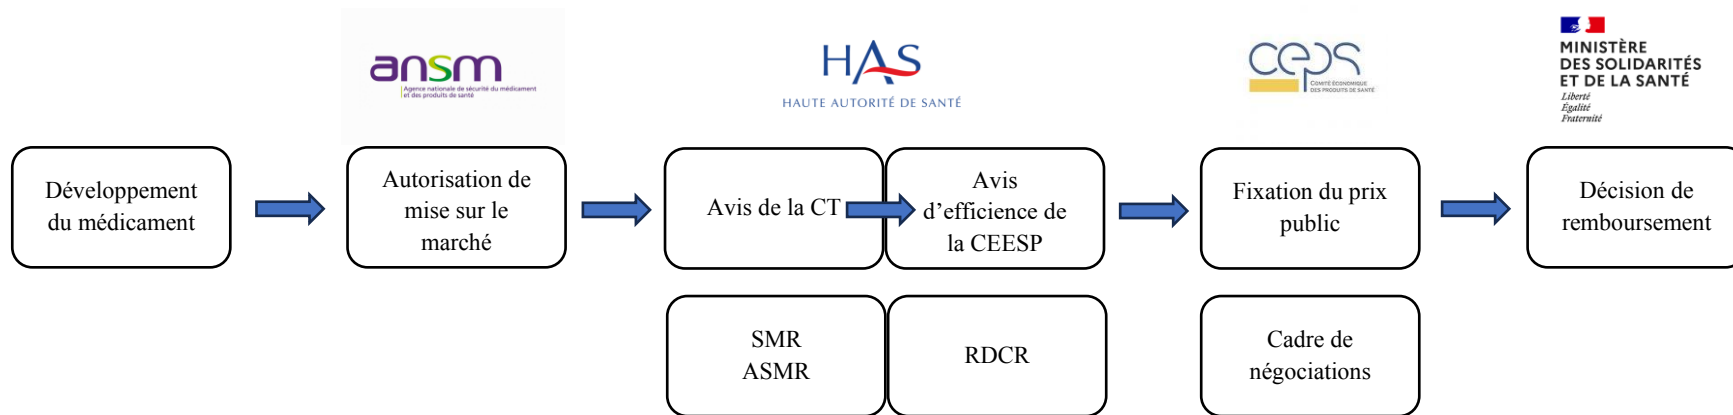 ansm
Agence nationale de sécurité du médicament
et des produits de santé
HAS
HAUTE AUTORITÉ DE SANTÉ
ceps
COMITÉ ÉCONOMIQUE
DES PRODUITS DE SANTÉ
MINISTÈRE
DES SOLIDARITÉS
ET DE LA SANTÉ
Liberté
Égalité
Fraternité
Développement
du médicament
Autorisation de
mise sur le
marché
Avis de la CT
Avis
d’efficience de
la CEESP
Fixation du prix
public
Décision de
remboursement
SMR
ASMR
RDCR
Cadre de
négociations